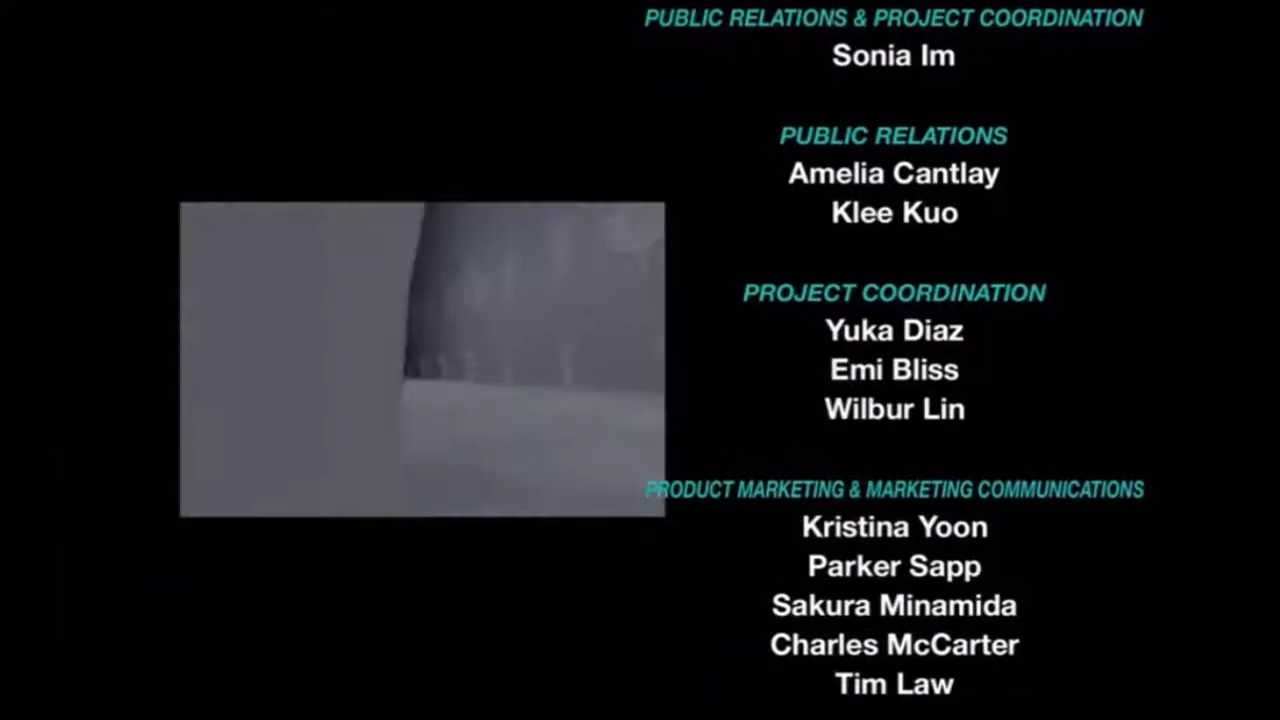 PUBLIC RELATIONS & PROJECT COORDINATION
Sonia Im
PUBLIC RELATIONS
Amelia Cantlay
Klee Kuo
PROJECT COORDINATION
Yuka Diaz
Emi Bliss
Wilbur Lin
PRODUCT MARKETING & MARKETING COMMUNICATIONS
Kristina Yoon
Parker Sapp
Sakura Minamida
Charles McCarter
Tim Law